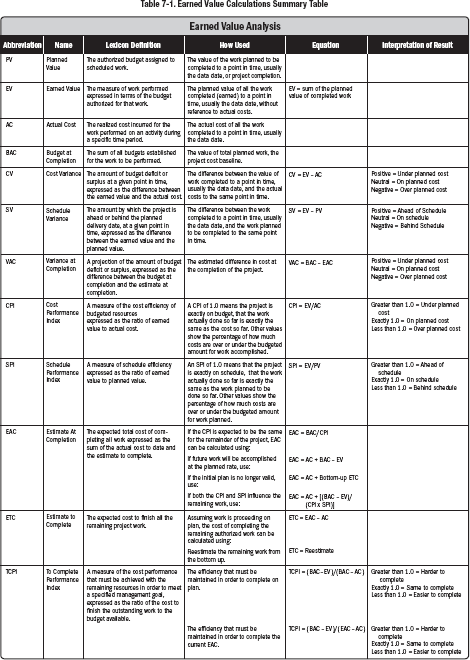 Table 7-1. Earned Value Calculations Summary Table
Earned Value Analysis
Abbreviation
Name
Lexicon Definition
How Used
Equation
Interpretation of Result
PV
Planned
Value
The authorized budget assigned to
scheduled work.
The value of the work planned to be
completed to a point in time, usually
the data date, or project completion.
EV
Earned Value
The measure of work performed
expressed in terms of the budget
authorized for that work.
The planned value of all the work
completed (earned) to a point in
time, usually the data date, without
reference to actual costs.
EV = sum of the planned
value of completed work
AC
Actual Cost
The realized cost incurred for the
work performed on an activity during
a specific time period.
The actual cost of all the work
completed to a point in time, usually
the data date.
BAC
Budget at
Completion
The sum of all budgets established
for the work to be performed.
The value of total planned work, the
project cost baseline.
CV
Cost Variance
The amount of budget deficit or
surplus at a given point in time,
expressed as the difference between
the earned value and the actual cost.
The difference between the value of
work completed to a point in time,
usually the data date, and the actual
costs to the same point in time.
CV = EV – AC
Positive = Under planned cost
Neutral = On planned cost
Negative = Over planned cost
SV
Schedule
Variance
The amount by which the project is
ahead or behind the planned
delivery date, at a given point in
time, expressed as the difference
between the earned value and the
planned value.
The difference between the work
completed to a point in time, usually
the data date, and the work planned
to be completed to the same point
in time.
SV = EV – PV
Positive = Ahead of Schedule
Neutral = On schedule
Negative = Behind Schedule
VAC
Variance at
Completion
A projection of the amount of budget
deficit or surplus, expressed as the
difference between the budget at
completion and the estimate at
completion.
The estimated difference in cost at
the completion of the project.
VAC = BAC – EAC
Positive = Under planned cost
Neutral = On planned cost
Negative = Over planned cost
CPI
Cost
Performance
Index
A measure of the cost efficiency of
budgeted resources
expressed as the ratio of earned
value to actual cost.
A CPI of 1.0 means the project is
exactly on budget, that the work
actually done so far is exactly the
same as the cost so far. Other values
show the percentage of how much
costs are over or under the budgeted
amount for work accomplished.
CPI = EV/AC
Greater than 1.0 = Under planned
cost
Exactly 1.0 = On planned cost
Less than 1.0 = Over planned cost
SPI
Schedule
Performance
Index
A measure of schedule efficiency
expressed as the ratio of earned
value to planned value.
An SPI of 1.0 means that the project
is exactly on schedule, that the work
actually done so far is exactly the
same as the work planned to be
done so far. Other values show the
percentage of how much costs are
over or under the budgeted amount
for work planned.
SPI = EV/PV
Greater than 1.0 = Ahead of
schedule
Exactly 1.0 = On schedule
Less than 1.0 = Behind schedule
EAC
Estimate At
Completion
The expected total cost of com-
pleting all work expressed as the
sum of the actual cost to date and
the estimate to complete.
If the CPI is expected to be the same
for the remainder of the project, EAC
can be calculated using:
EAC = BAC/CPI
If future work will be accomplished
at the planned rate, use:
EAC = AC + BAC – EV
If the initial plan is no longer valid,
use:
EAC = AC + Bottom-up ETC
If both the CPI and SPI influence the
remaining work, use:
EAC = AC + [(BAC – EV)/
(CPI x SPI)]
ETC
Estimate to
Complete
The expected cost to finish all the
remaining project work.
Assuming work is proceeding on
plan, the cost of completing the
remaining authorized work can be
calculated using:
ETC = EAC – AC
Reestimate the remaining work from
the bottom up.
ETC = Reestimate
TCPI
To Complete
Performance
Index
A measure of the cost performance
that must be achieved with the
remaining resources in order to meet
a specified management goal,
expressed as the ratio of the cost to
finish the outstanding work to the
budget available.
The efficiency that must be
maintained in order to complete on
plan.
TCPI = (BAC – EV)/(BAC – AC)
Greater than 1.0 = Harder to
complete
Exactly 1.0 = Same to complete
Less than 1.0 = Easier to complete
The efficiency that must be
maintained in order to complete the
current EAC.
TCPI = (BAC – EV)/(EAC – AC)
Greater than 1.0 = Harder to
complete
Exactly 1.0 = Same to complete
Less than 1.0 = Easier to complete